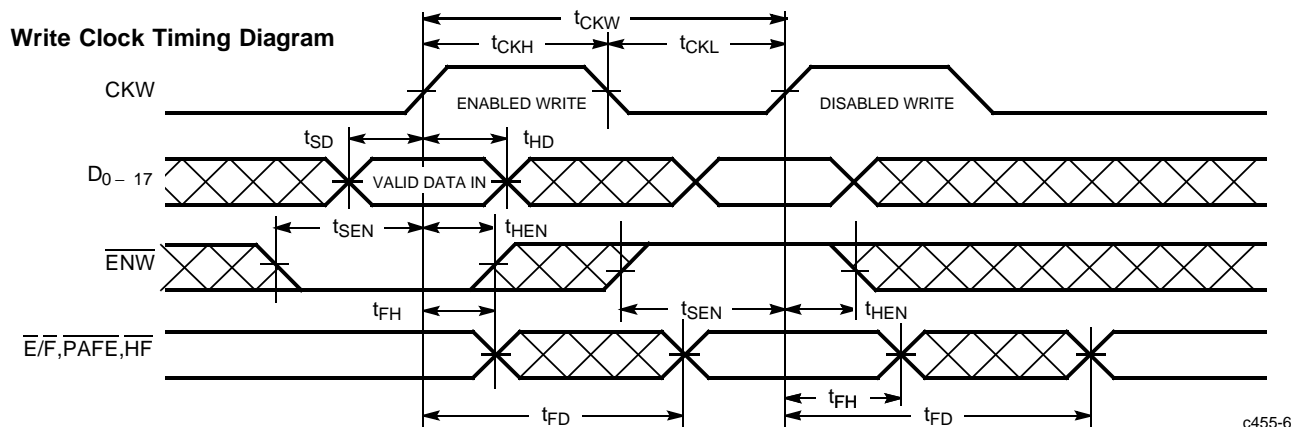 Write Clock Timing Diagram
tCKW
tCKH tCKL
CKW
ENABLED WRITE DISABLED WRITE
tSD tHD
D0 – 17
VALID DATA IN
tSEN tHEN
ENW
tFH tSEN tHEN
E/F,PAFE,HF
tFH
tFD tFD
c455-6